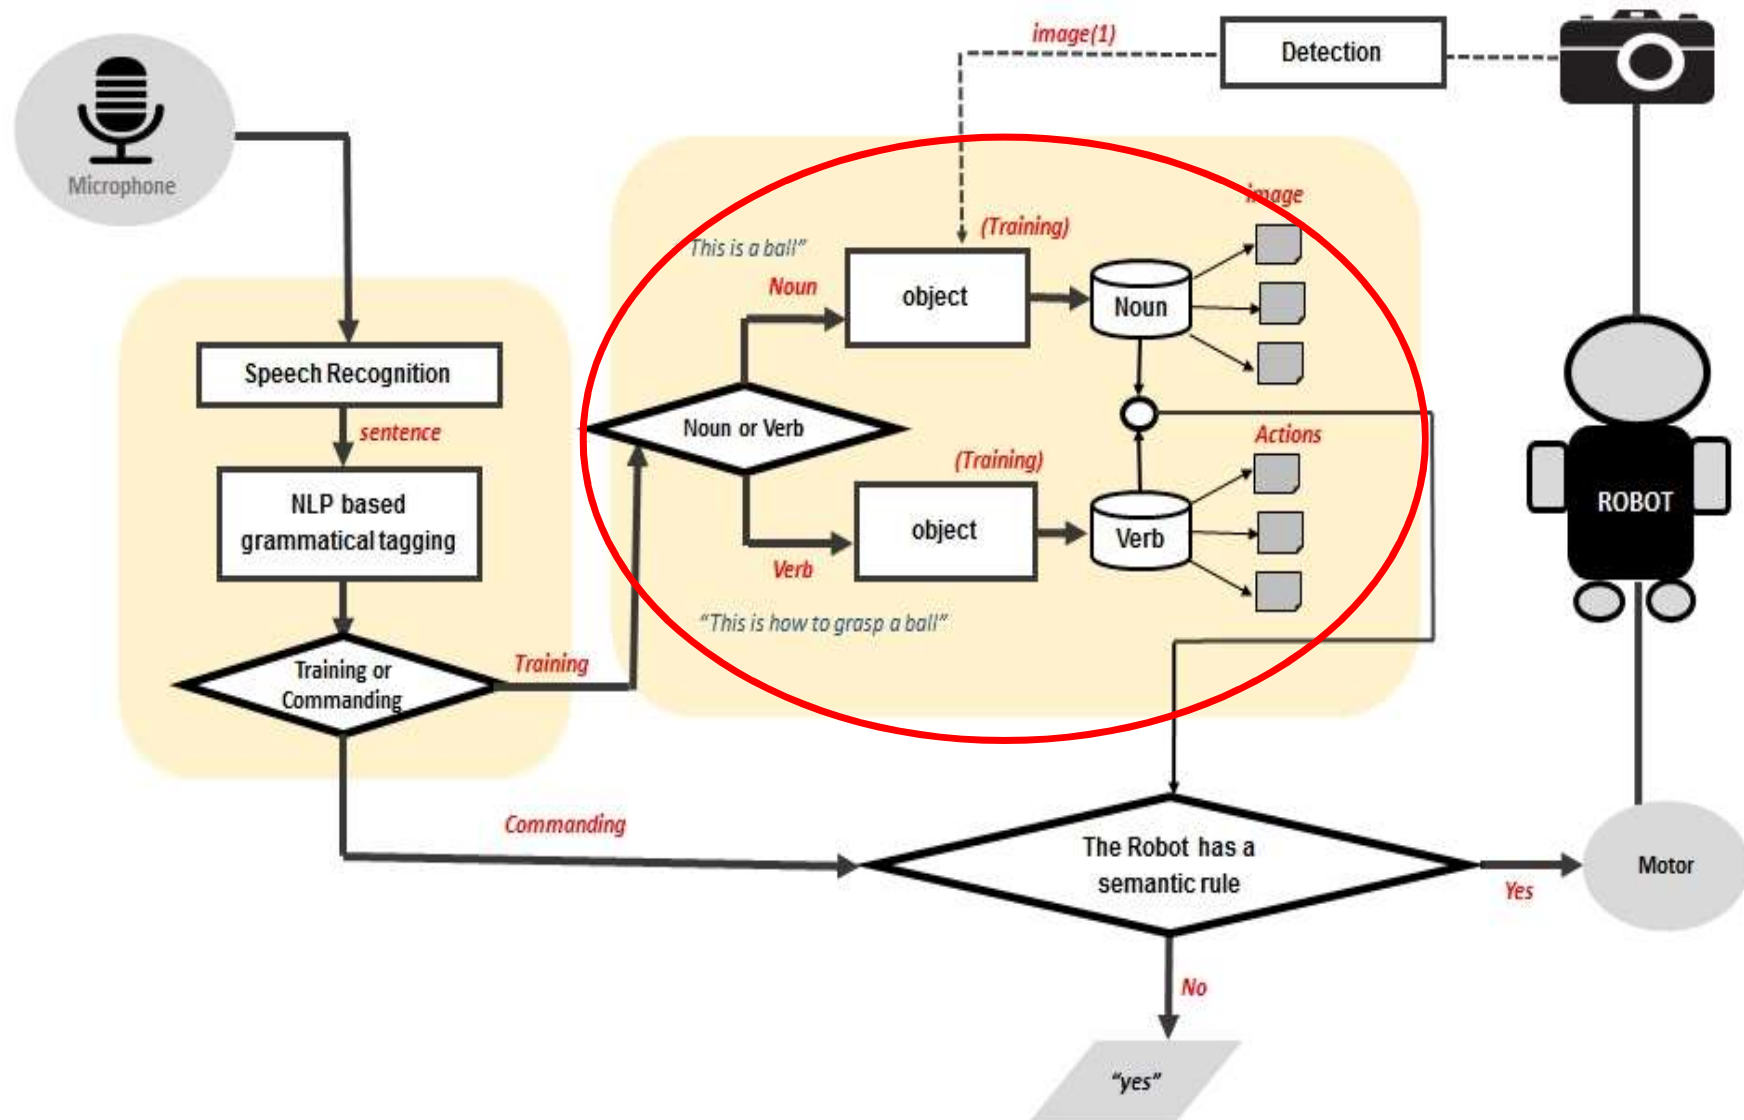 image(1)
Detection
Microphone
image
(Training)
This is a ball”
Noun
object
Noun
Speech Recognition
sentence
Noun or Verb
Actions
(Training)
NLP based
grammatical tagging
object
Verb
Verb
ROBOT
“This is how to grasp a ball”
Training or
Commanding
Training
Commanding
The Robot has a
semantic rule
Yes
Motor
No
“yes”